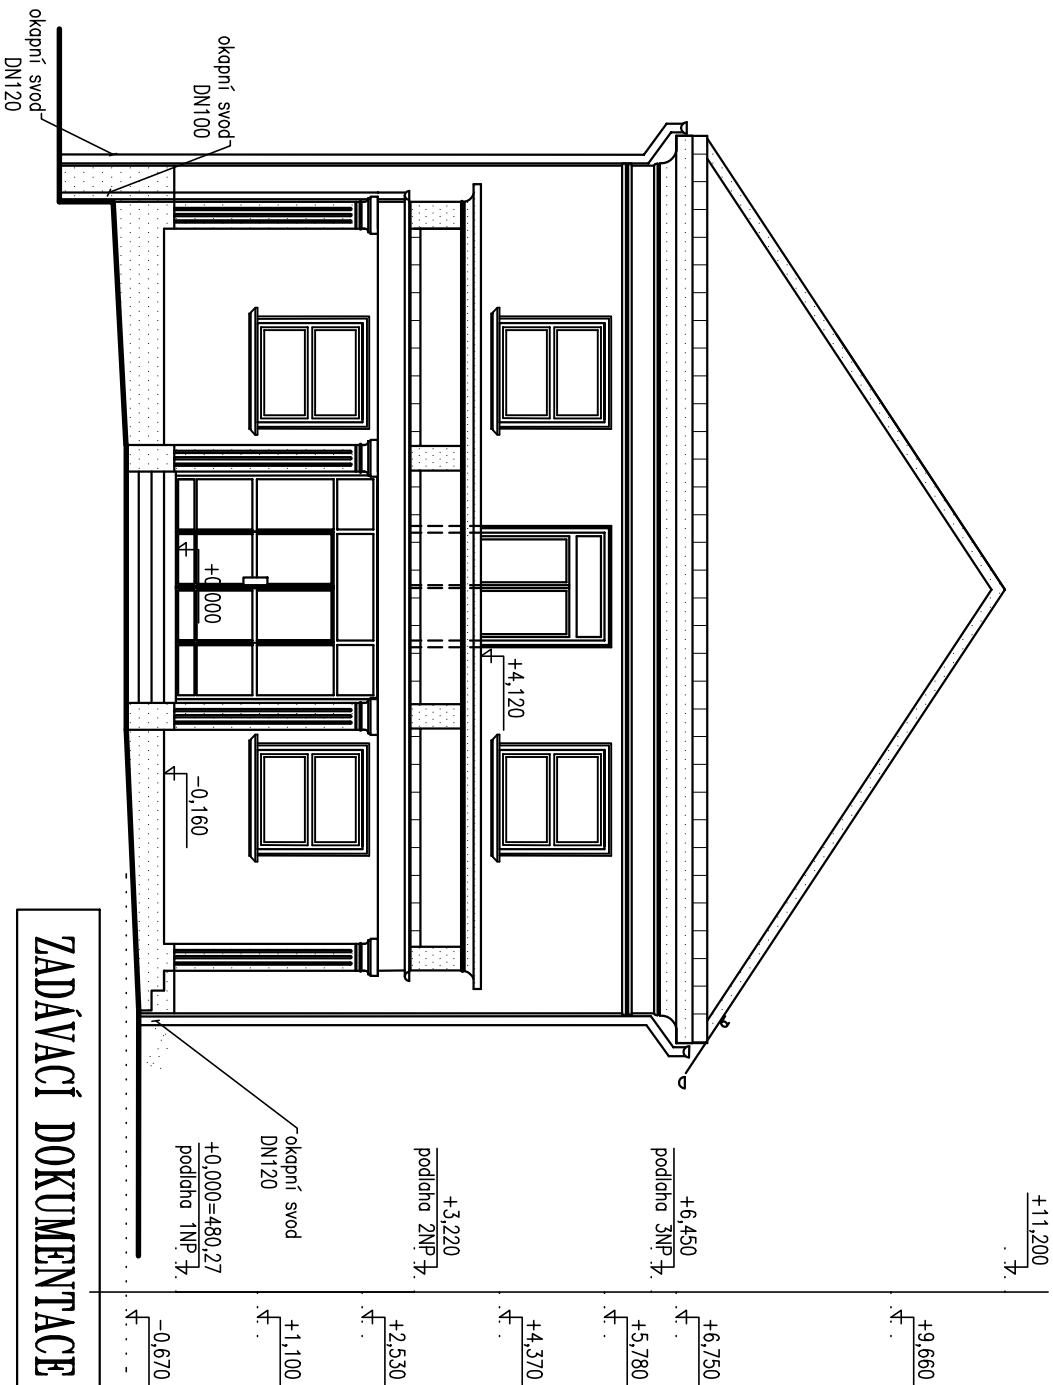 okapní svod
DN120
okapní svod
DN100
+0,000
+4,120
-0,160
okapní svod
DN120
+11,200
+6,450
podlaha 3NP
+3,220
podlaha 2NP
+0,000=480,27
podlaha 1NP
+9,660
+6,750
+5,780
+4,370
+2,530
+1,100
-0,670
ZADÁVACÍ DOKUMENTACE